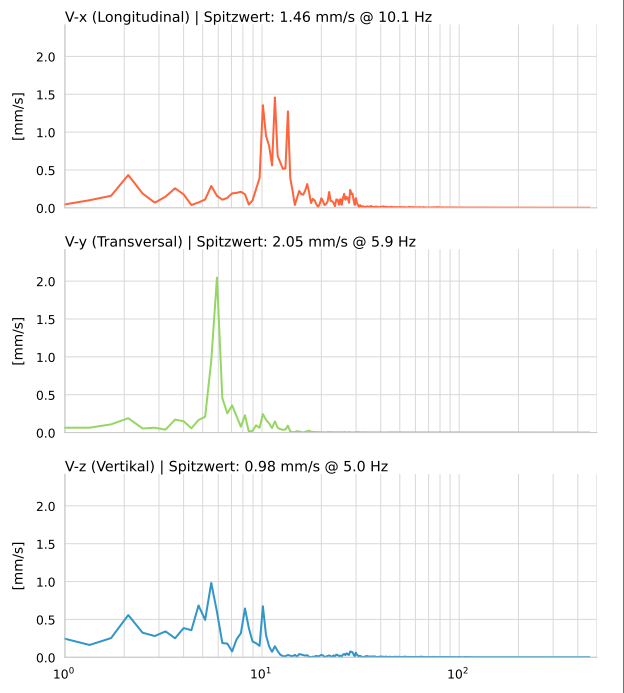 V-x (Longitudinal) | Spitzwert: 1.46 mm/s @ 10.1 Hz
2.0
1.5
[mm/s]
1.0
0.5
0.0
V-y (Transversal) | Spitzwert: 2.05 mm/s @ 5.9 Hz
2.0
1.5
[mm/s]
1.0
0.5
0.0
V-z (Vertikal) | Spitzwert: 0.98 mm/s @ 5.0 Hz
2.0
1.5
[mm/s]
1.0
0.5
0.0
10⁰ 10¹ 10²